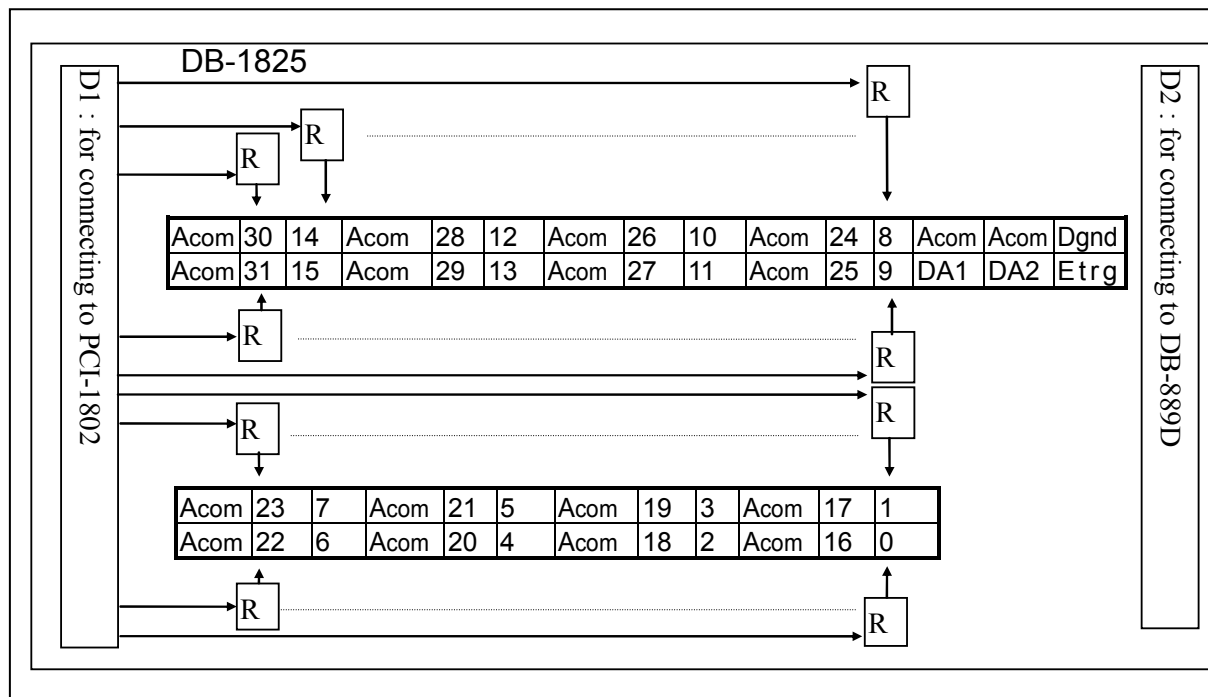 DB-1825
D1 : for connecting to PCI-1802
D2 : for connecting to DB-889D
R
R
R
Acom 30 14 Acom 28 12 Acom 26 10 Acom 24 8 Acom Acom Dgnd
Acom 31 15 Acom 29 13 Acom 27 11 Acom 25 9 DA1 DA2 Etrg
R
R
R
R
Acom 23 7 Acom 21 5 Acom 19 3 Acom 17 1
Acom 22 6 Acom 20 4 Acom 18 2 Acom 16 0
R
R